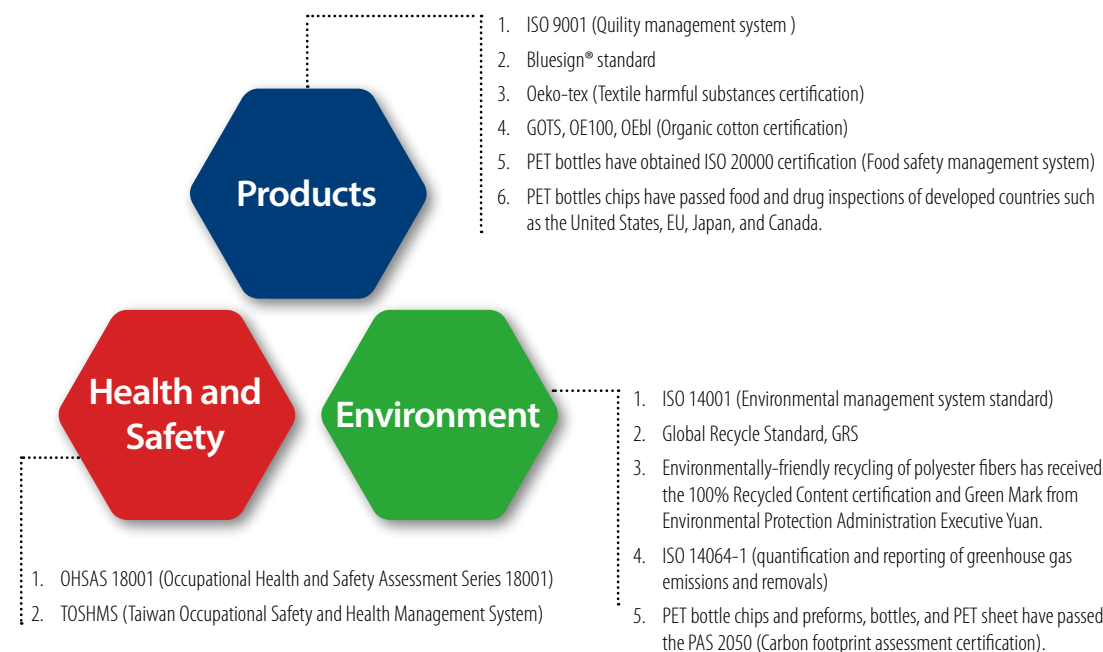 Products
1. ISO 9001 (Quility management system )
2. Bluesign® standard
3. Oeko-tex (Textile harmful substances certification)
4. GOTS, OE100, OEbl (Organic cotton certification)
5. PET bottles have obtained ISO 20000 certification (Food safety management system)
6. PET bottles chips have passed food and drug inspections of developed countries such
as the United States, EU, Japan, and Canada.
Health and
Safety
1. OHSAS 18001 (Occupational Health and Safety Assessment Series 18001)
2. TOSHMS (Taiwan Occupational Safety and Health Management System)
Environment
1. ISO 14001 (Environmental management system standard)
2. Global Recycle Standard, GRS
3. Environmentally-friendly recycling of polyester fibers has received
the 100% Recycled Content certification and Green Mark from
Environmental Protection Administration Executive Yuan.
4. ISO 14064-1 (quantification and reporting of greenhouse gas
emissions and removals)
5. PET bottle chips and preforms, bottles, and PET sheet have passed
the PAS 2050 (Carbon footprint assessment certification).